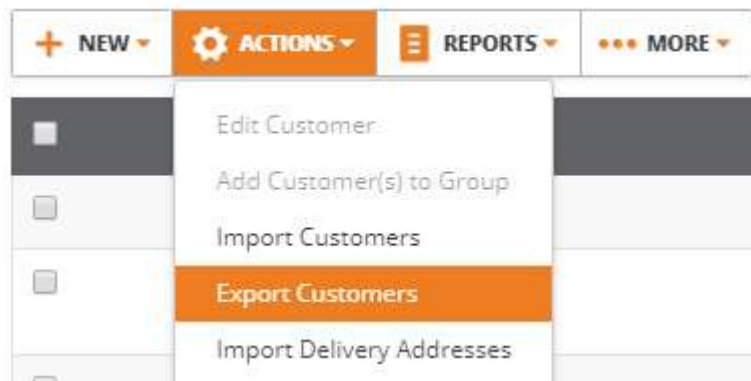 NEW ACTIONS REPORTS MORE
Edit Customer
Add Customer(s) to Group
Import Customers
Export Customers
Import Delivery Addresses